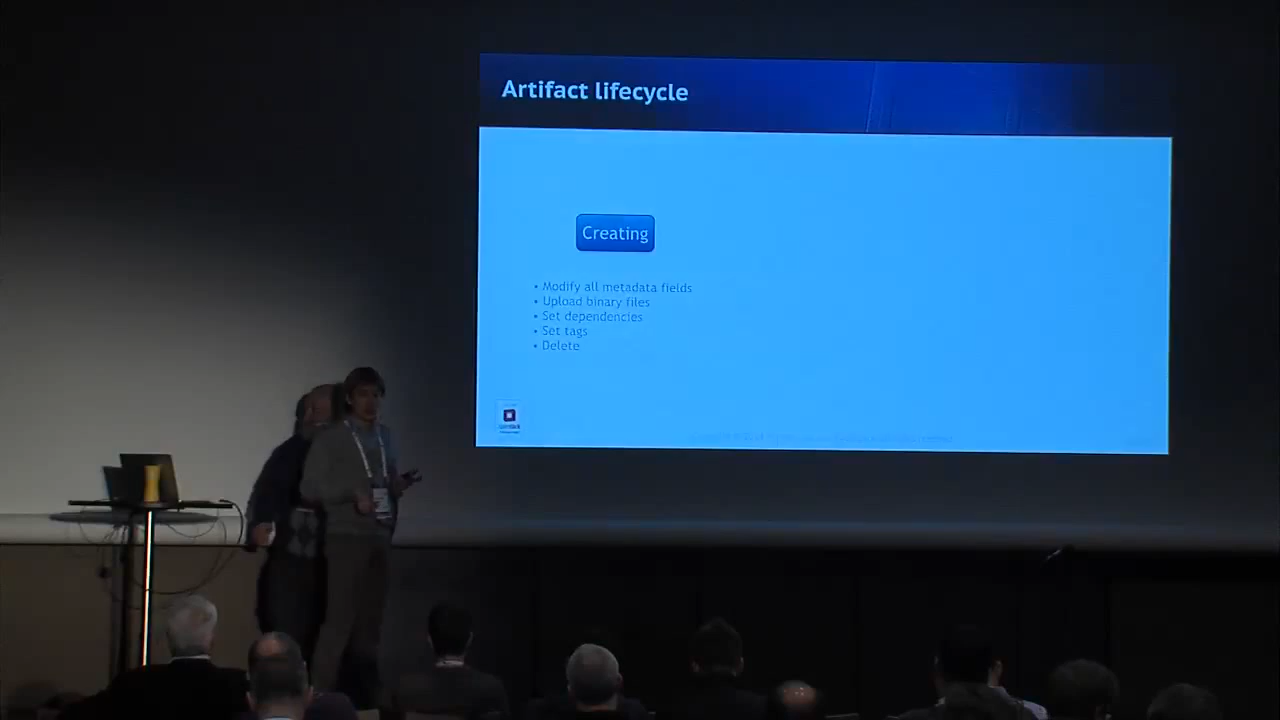 Artifact lifecycle
Creating
• Modify all metadata fields
• Upload binary files
• Set dependencies
• Set tags
• Delete